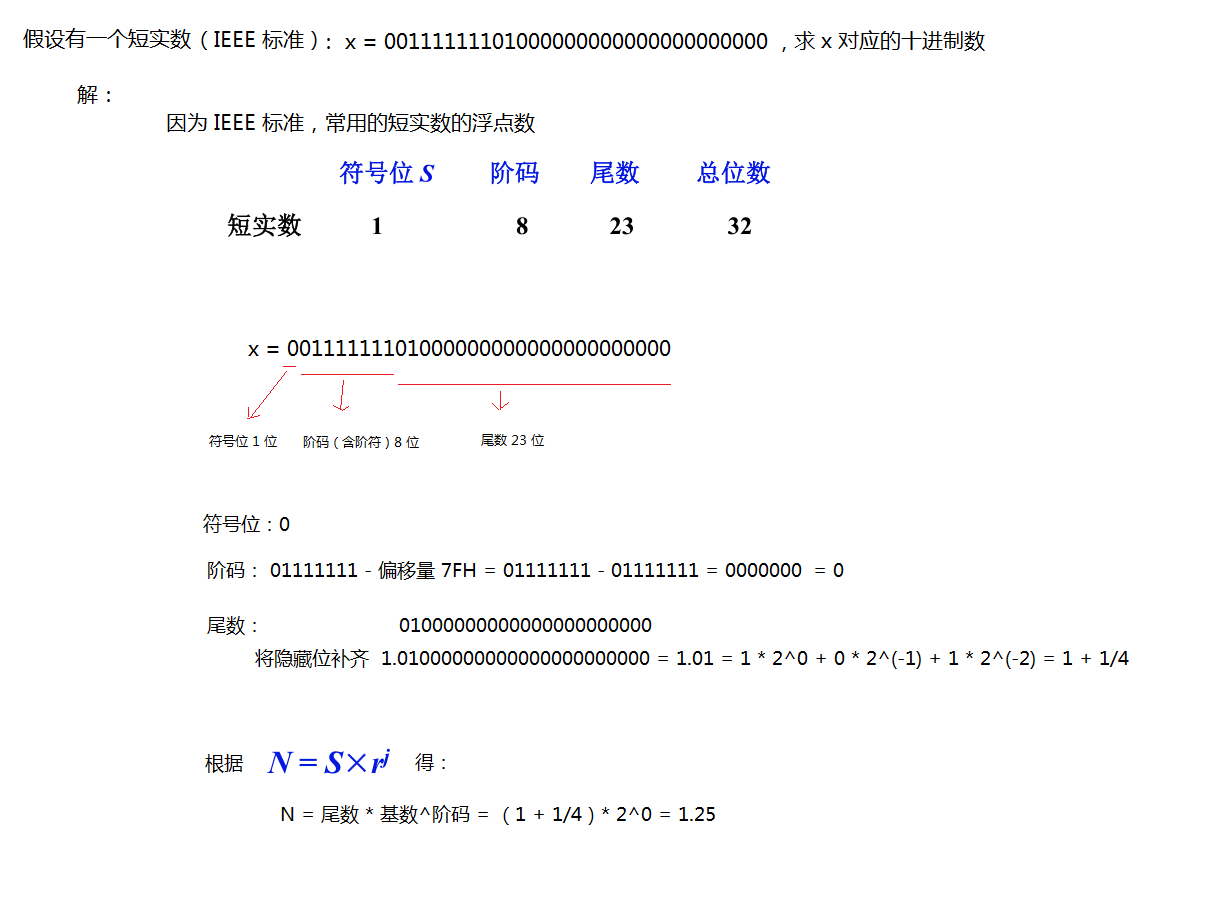 假设有一个短实数（IEEE 标准）: x = 00111111101000000000000000000000 ，求 x 对应的十进制数
解：
因为 IEEE 标准，常用的短实数的浮点数
符号位 S 阶码 尾数 总位数
短实数 1 8 23 32
x = 00111111101000000000000000000000
符号位 1 位 阶码（含阶符）8 位 尾数 23 位
符号位：0
阶码： 01111111 - 偏移量 7FH = 01111111 - 01111111 = 0000000 = 0
尾数： 01000000000000000000000
将隐藏位补齐 1.01000000000000000000000 = 1.01 = 1 * 2^0 + 0 * 2^(-1) + 1 * 2^(-2) = 1 + 1/4
根据 N = S×r^j 得：
N = 尾数 * 基数^阶码 = （1 + 1/4）* 2^0 = 1.25